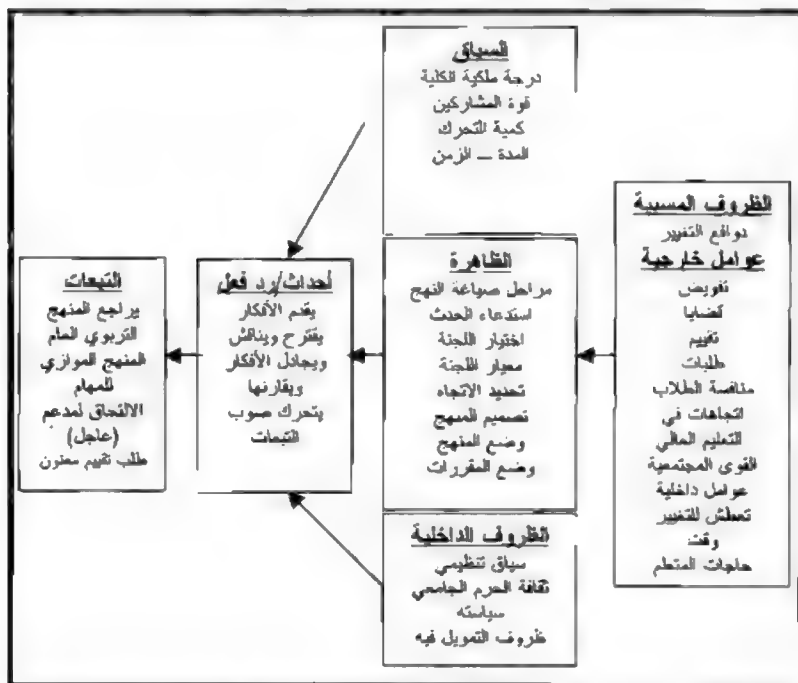 السياق
درجة ملكية الكلية
قوة المشاركين
كمية التحرك
المدة – الزمن
الظروف المسببة
دوافع التغيير
عوامل خارجية
تفويض
قضايا
تقييم
طلبات
منافسة الطلاب
اتجاهات في
التعليم العالي
القوى المجتمعية
عوامل داخلية
تعطش للتغيير
وقت
حاجات المتعلم
الظاهرة
مراحل صياغة النهج
استدعاء الحدث
اختيار اللجنة
معيار اللجنة
تحديد الاتجاه
تصميم المنهج
وضع المنهج
وضع المقررات
أحداث/رد فعل
يقدم الأفكار
يقترح ويناقش
ويجادل الأفكار
ويقارنها
يتحرك صوب
التبعات
التبعات
يراجع المنهج
التربوي العام
المنهج الموازي
للمهام
الالتحاق لمدعم
(عاجل)
طلب تقييم معنون
الظروف الداخلية
سياق تنظيمي
ثقافة الحرم الجامعي
سياسته
ظروف التمويل فيه